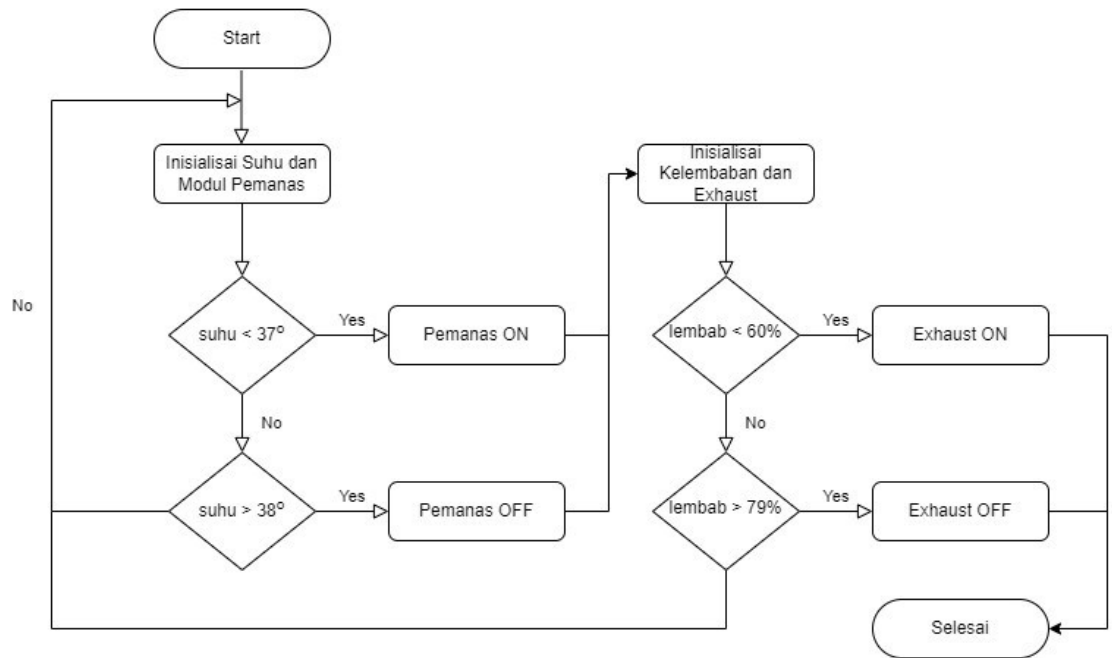 Start
Inisialisai Suhu dan
Modul Pemanas
suhu < 37°
Yes
Pemanas ON
No
suhu > 38°
Yes
Pemanas OFF
No
Inisialisai
Kelembaban dan
Exhaust
lembab < 60%
Yes
Exhaust ON
No
lembab > 79%
Yes
Exhaust OFF
Selesai